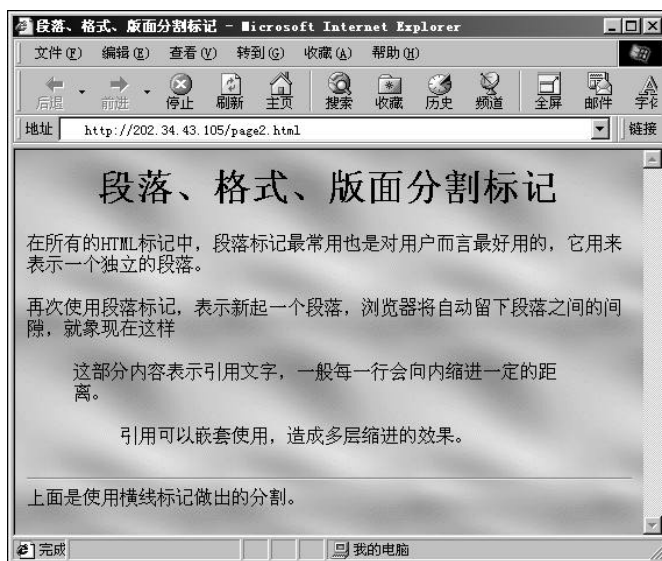 段落、格式、版面分割标记 - Microsoft Internet Explorer
文件(F) 编辑(E) 查看(V) 转到(G) 收藏(A) 帮助(H)
后退 前进 停止 刷新 主页 搜索 收藏 历史 频道 全屏 邮件
地址 http://202.34.43.105/page2.html 链接
段落、格式、版面分割标记
在所有的HTML标记中，段落标记最常用也是对用户而言最好用的，它用来
表示一个独立的段落。
再次使用段落标记，表示新起一个段落，浏览器将自动留下段落之间的间
隙，就象现在这样
这部分内容表示引用文字，一般每一行会向内缩进一定的距
离。
引用可以嵌套使用，造成多层缩进的效果。
上面是使用横线标记做出的分割。
完成 我的电脑